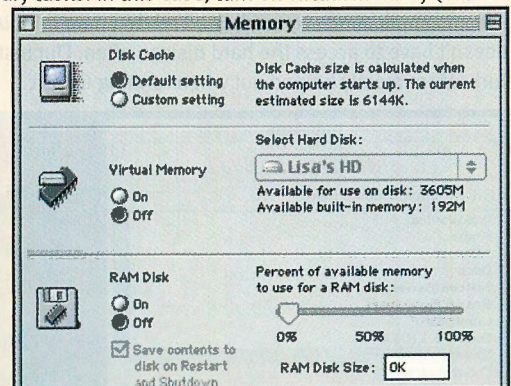 Memory
Disk Cache
Default setting
Custom setting
Disk Cache size is calculated when
the computer starts up. The current
estimated size is 6144K.
Select Hard Disk:
Virtual Memory
Lisa's HD
On
Off
Available for use on disk: 3605M
Available built-in memory: 192M
RAM Disk
On
Off
Percent of available memory
to use for a RAM disk:
0% 50% 100%
Save contents to
disk on Restart
and Shutdown
RAM Disk Size: 0K